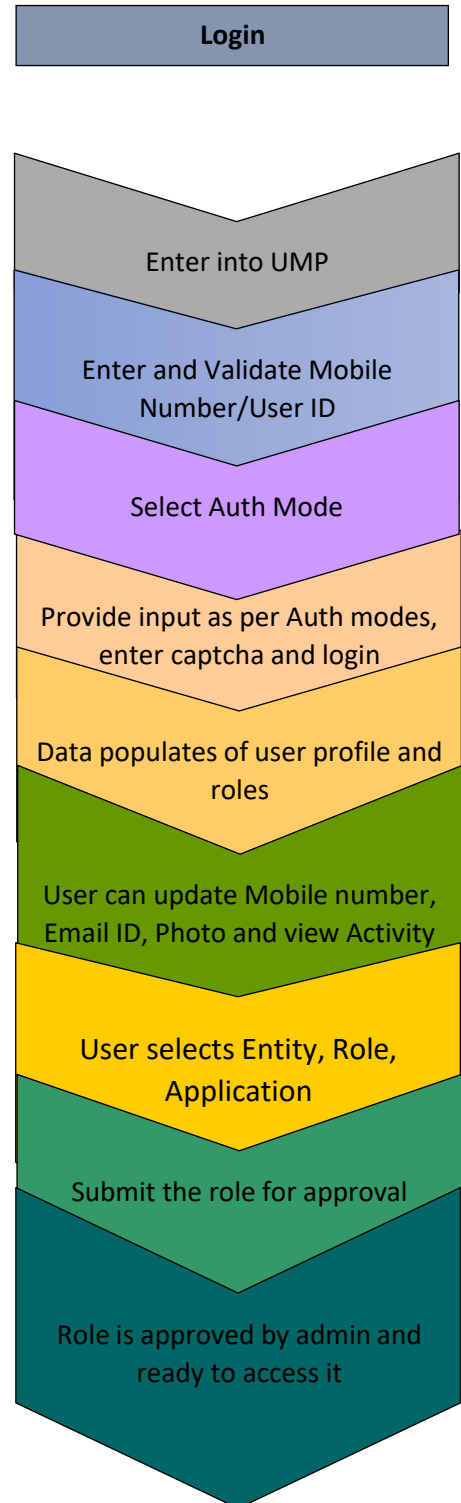 Login
Enter into UMP
Enter and Validate Mobile
Number/User ID
Select Auth Mode
Provide input as per Auth modes,
enter captcha and login
Data populates of user profile and
roles
User can update Mobile number,
Email ID, Photo and view Activity
User selects Entity, Role,
Application
Submit the role for approval
Role is approved by admin and
ready to access it